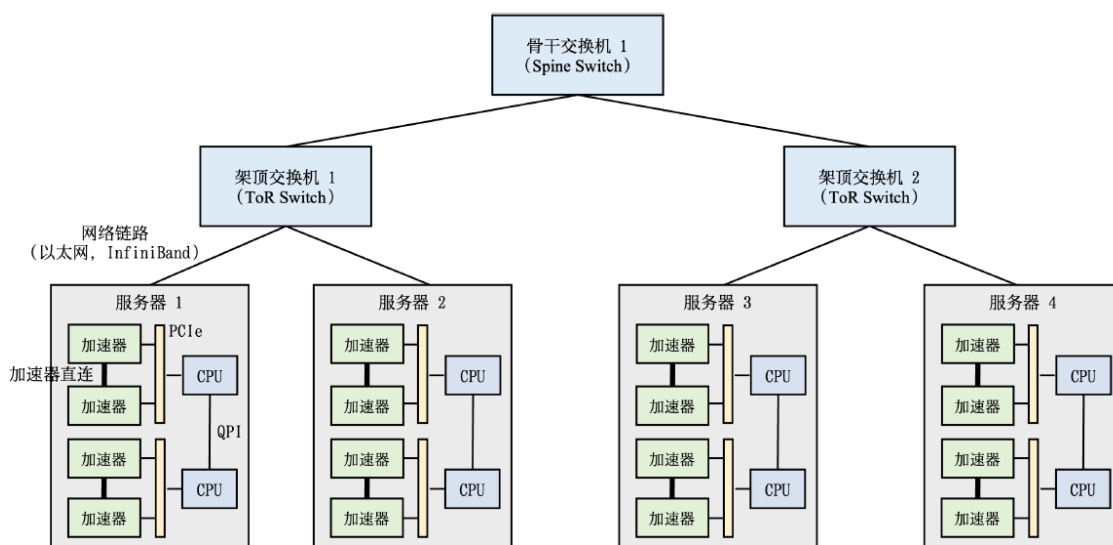 骨干交换机 1
(Spine Switch)
架顶交换机 1
(ToR Switch)
架顶交换机 2
(ToR Switch)
网络链路
(以太网, InfiniBand)
服务器 1
加速器
PCIe
加速器直连
CPU
加速器
QPI
加速器
CPU
加速器
服务器 2
加速器
CPU
加速器
加速器
CPU
加速器
服务器 3
加速器
CPU
加速器
加速器
CPU
加速器
服务器 4
加速器
CPU
加速器
加速器
CPU
加速器